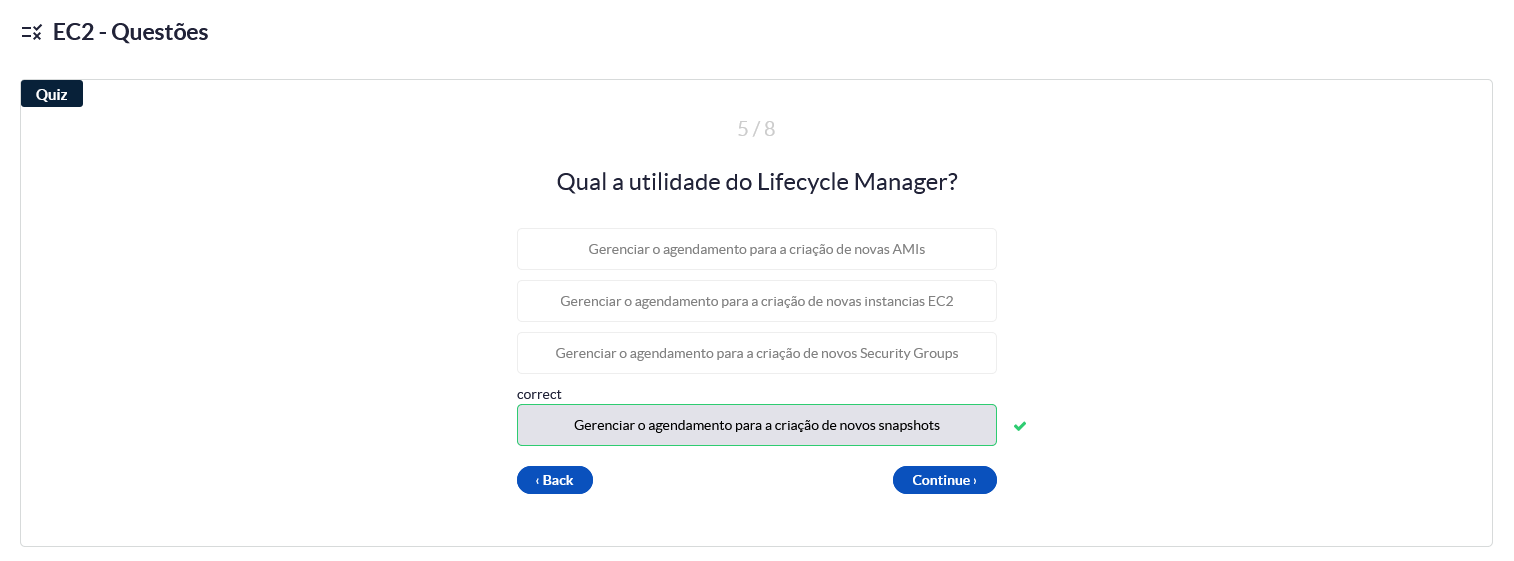 EC2 - Questões
Quiz
5 / 8
Qual a utilidade do Lifecycle Manager?
Gerenciar o agendamento para a criação de novas AMIs
Gerenciar o agendamento para a criação de novas instancias EC2
Gerenciar o agendamento para a criação de novos Security Groups
correct
Gerenciar o agendamento para a criação de novos snapshots
‹ Back
Continue ›